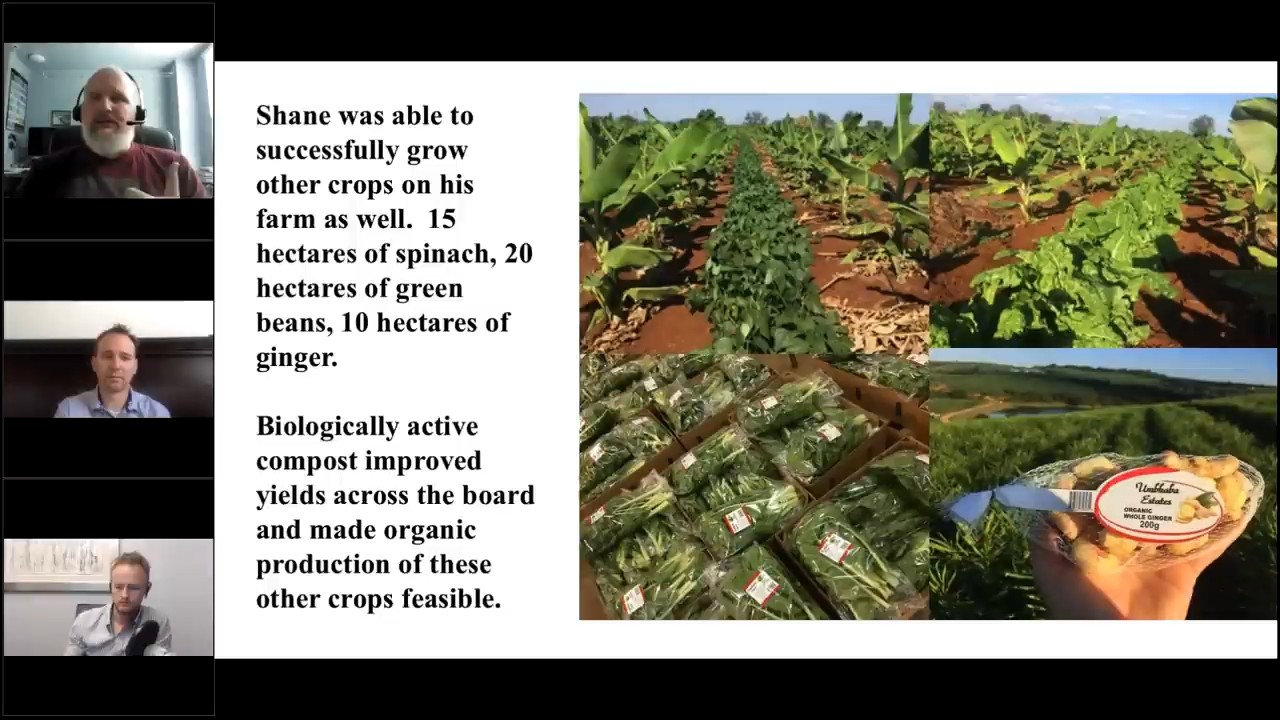 Shane was able to
successfully grow
other crops on his
farm as well.  15
hectares of spinach, 20
hectares of green
beans, 10 hectares of
ginger.
Biologically active
compost improved
yields across the board
and made organic
production of these
other crops feasible.
Umbhaba
Estates
ORGANIC
WHOLE GINGER
200g